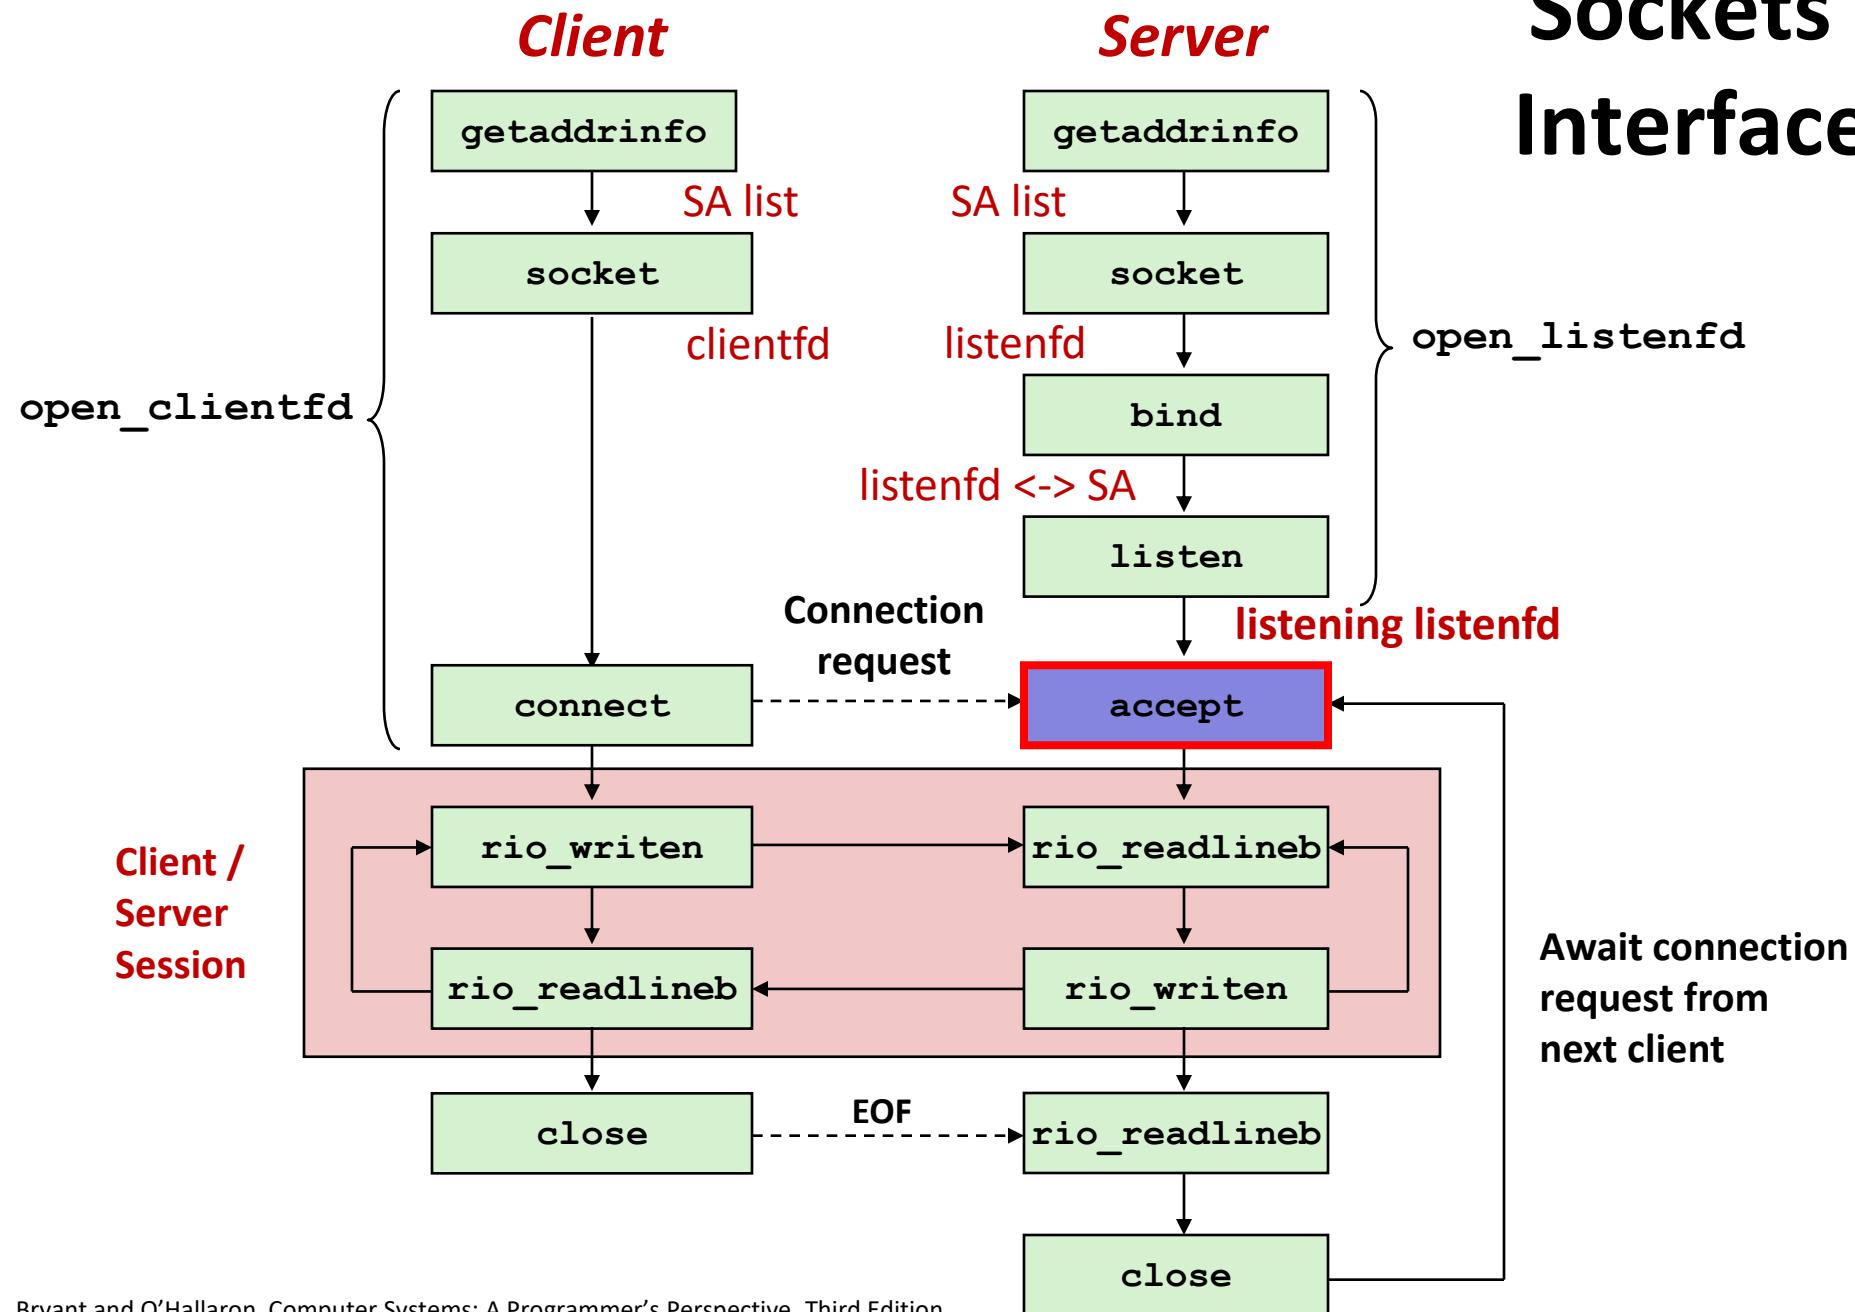 Sockets
Interface
Client
Server
getaddrinfo
getaddrinfo
SA list
SA list
socket
socket
clientfd
listenfd
open_listenfd
open_clientfd
bind
listenfd <-> SA
listen
Connection
request
listening listenfd
connect
accept
Client /
Server
Session
rio_writen
rio_readlineb
rio_readlineb
rio_writen
Await connection
request from
next client
close
EOF
rio_readlineb
close
Bryant and O'Hallaron, Computer Systems: A Programmer's Perspective, Third Edition